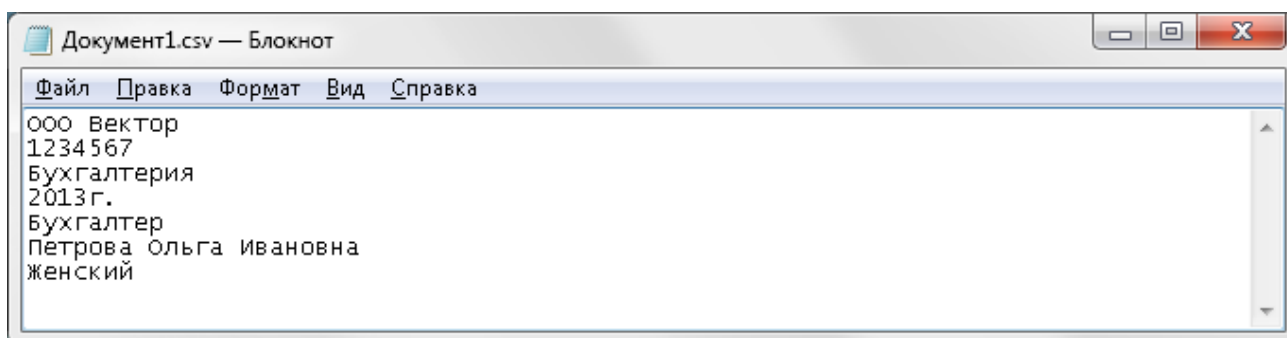 Документ1.csv — Блокнот
Файл Правка Формат Вид Справка
ООО Вектор
1234567
Бухгалтерия
2013г.
Бухгалтер
Петрова Ольга Ивановна
Женский